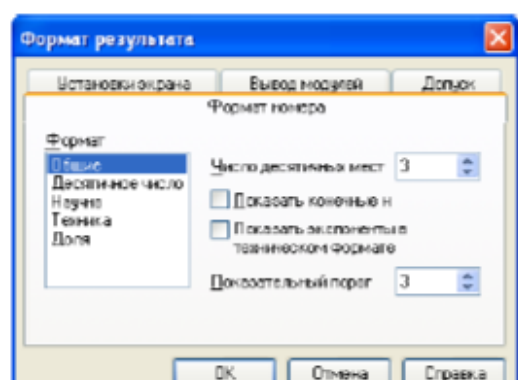 Формат результата
Установки экрана Вывод модулей Допуск
Формат номера
Формат
Общие
Десятичное число
Научно
Техника
Доля
Число десятичных мест 3
Показать конечные н
Показать экспоненты в
техническом формате
Показательный порог 3
OK Отмена Справка